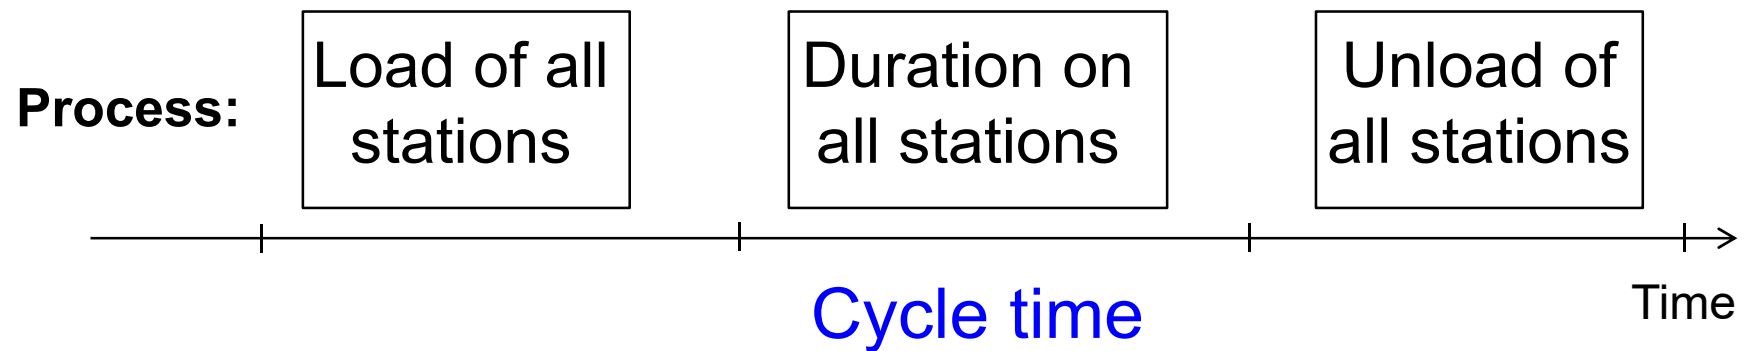 Process:
Load of all
stations
Duration on
all stations
Unload of
all stations
Cycle time
Time